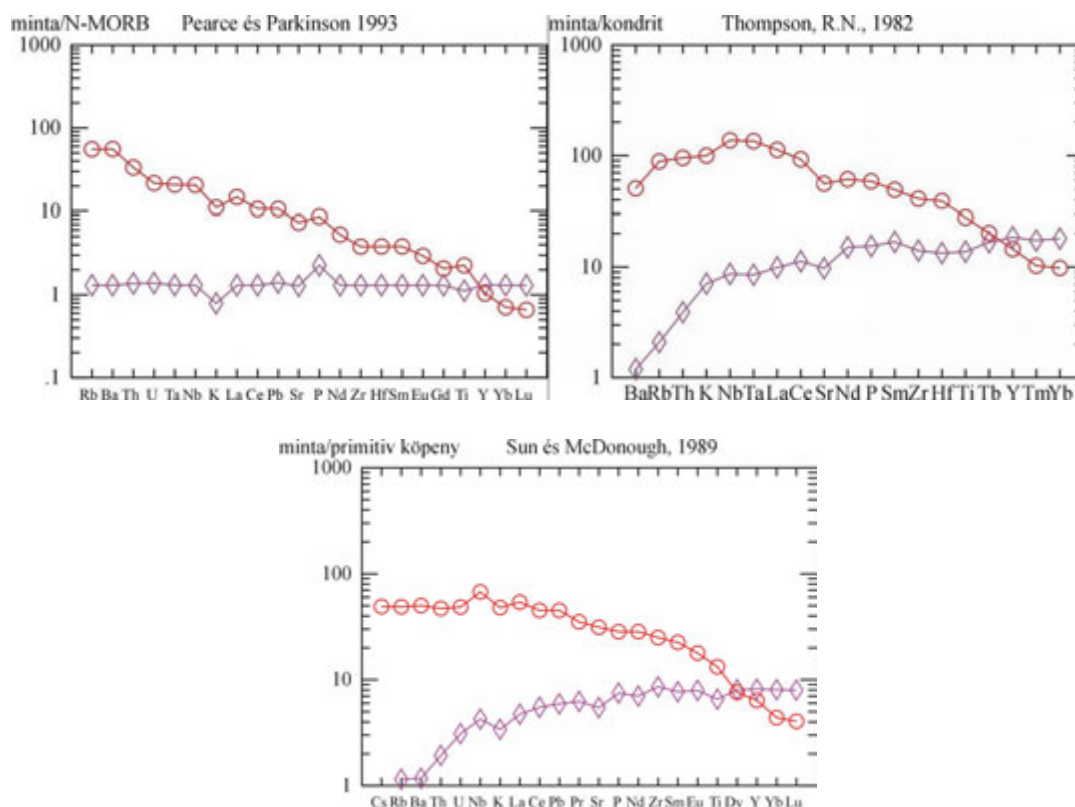 minta/N-MORB Pearce és Parkinson 1993
1000
100
10
1
.1
Rb Ba Th U Ta Nb K La Ce Pb Sr P Nd Zr Hf Sm Eu Gd Ti Y Yb Lu
minta/kondrit Thompson, R.N., 1982
1000
100
10
1
Ba Rb Th K Nb Ta La Ce Sr Nd P Sm Zr Hf Ti Tb Y Tm Yb
minta/primitiv köpeny Sun és McDonough, 1989
1000
100
10
1
Cs Rb Ba Th U Nb K La Ce Pb Pr Sr P Nd Zr Sm Eu Ti Dy Y Yb Lu